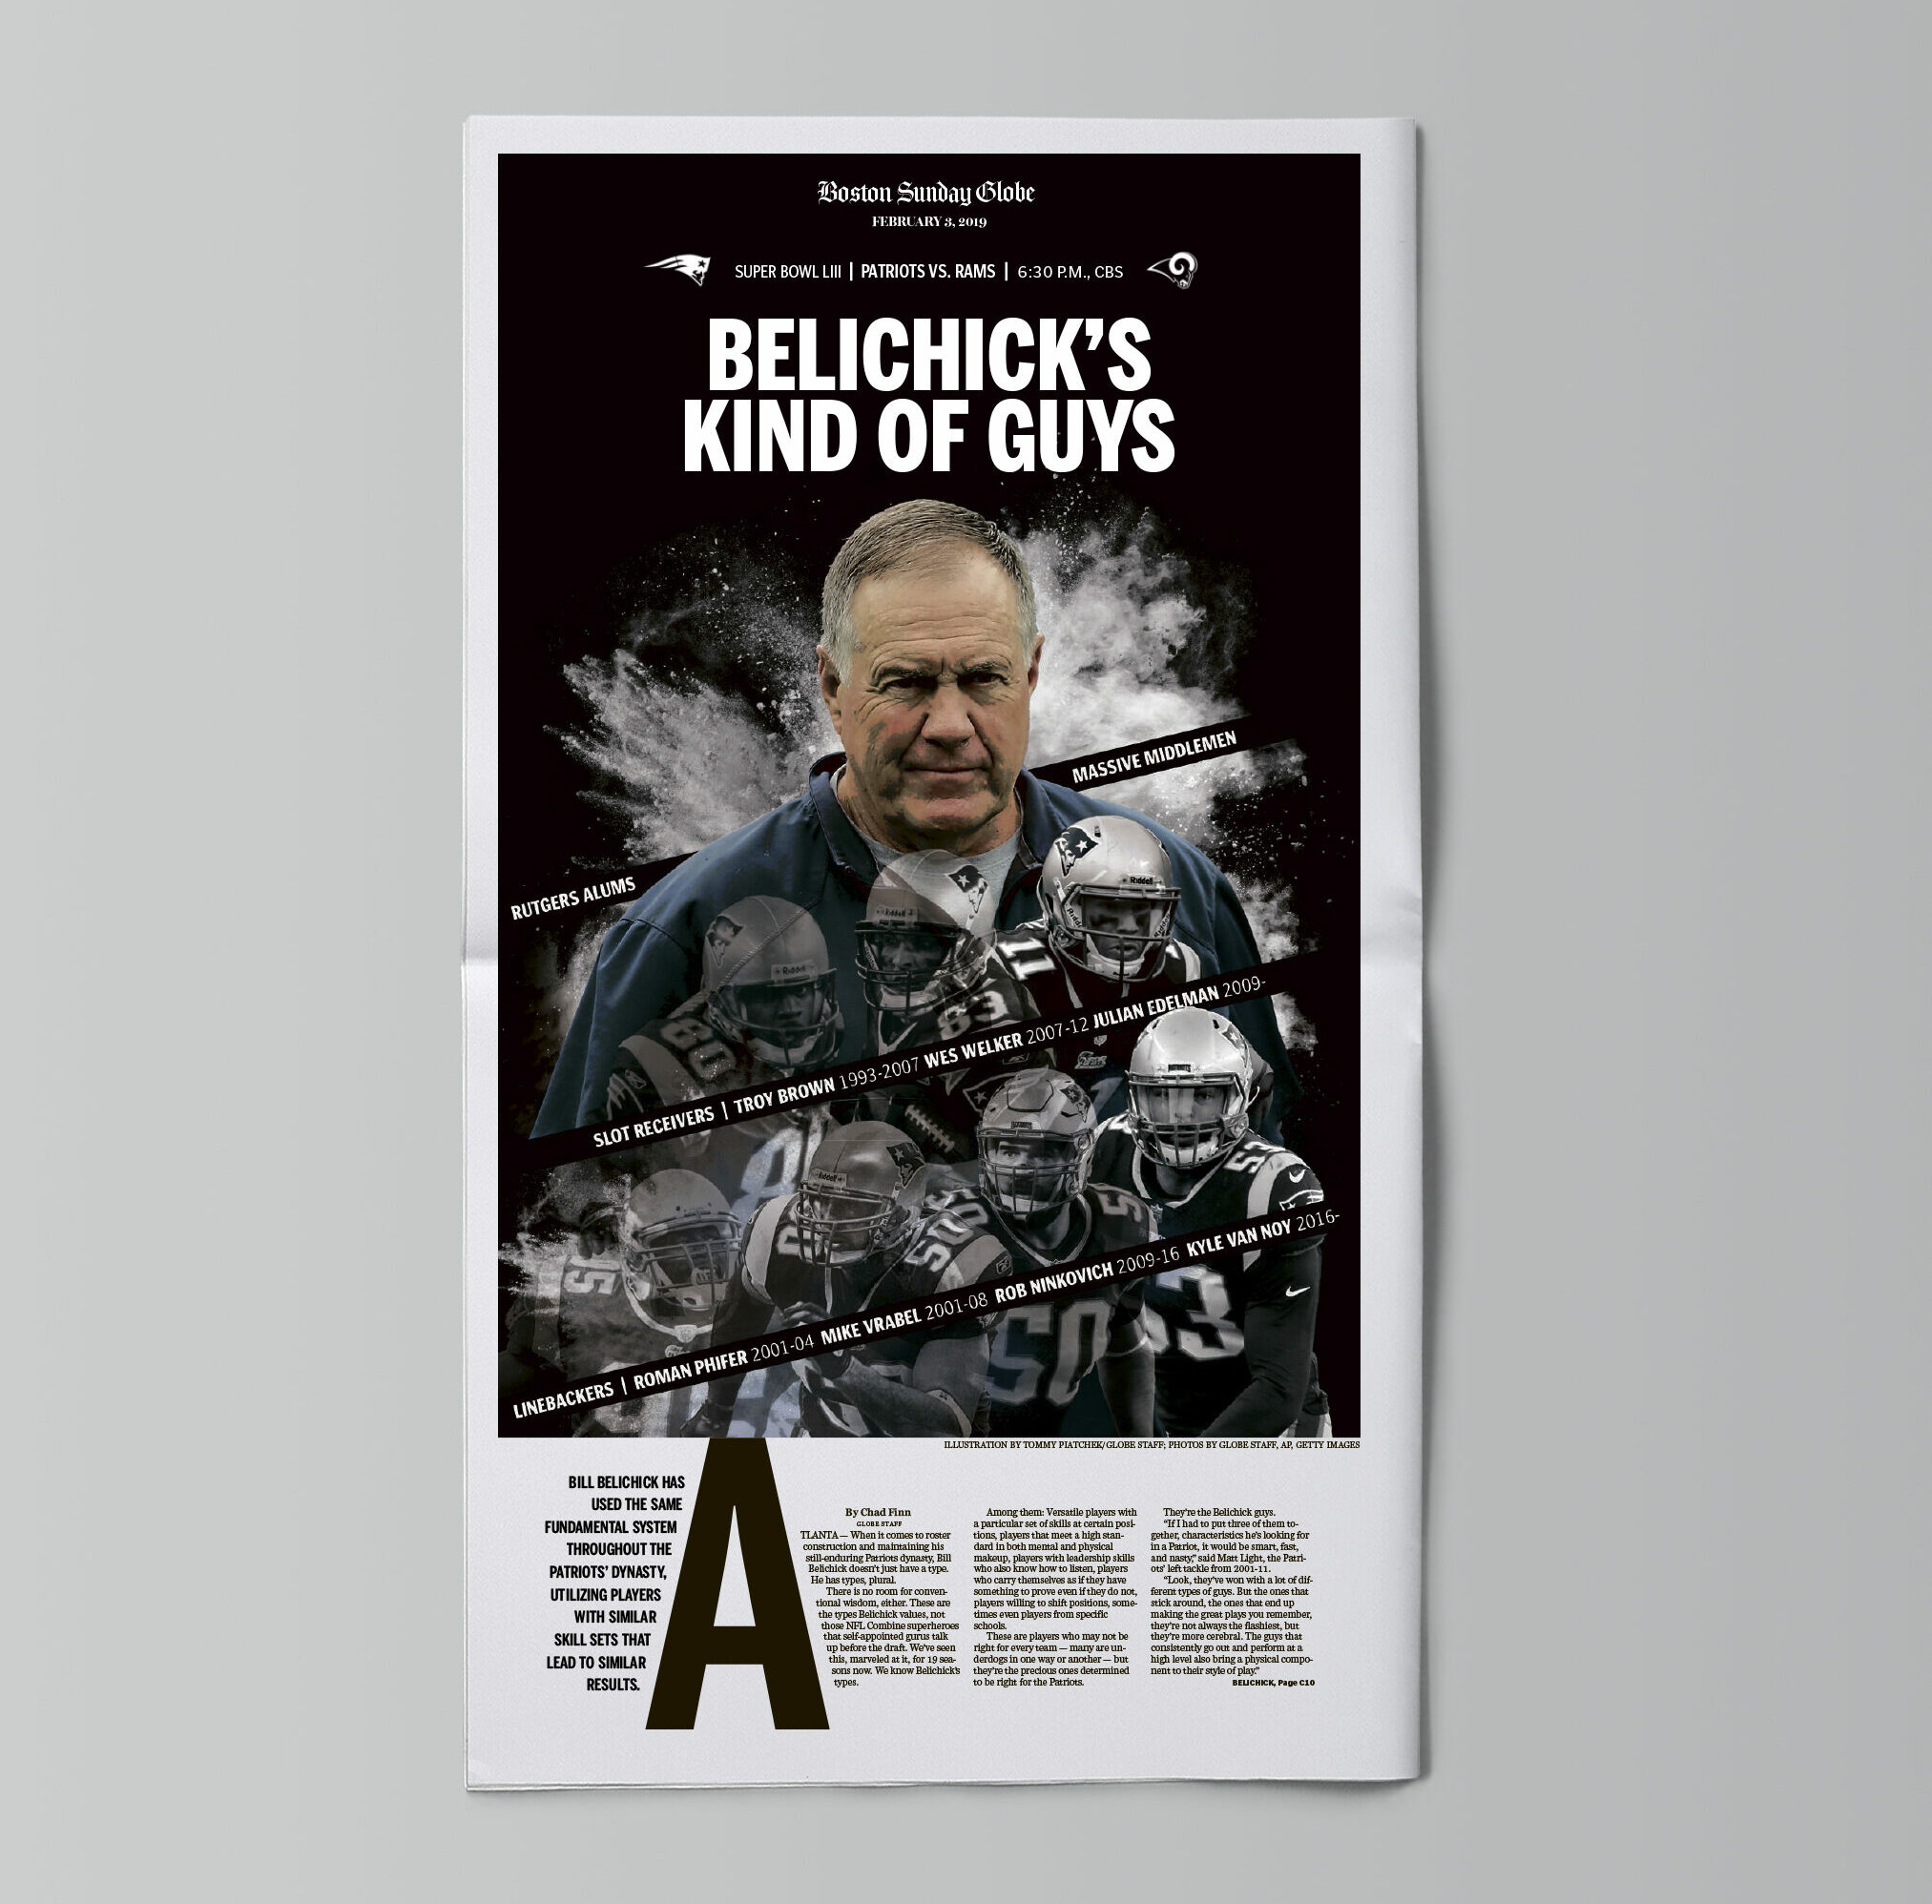 Boston Sunday Globe
FEBRUARY 3, 2019
SUPER BOWL LIII | PATRIOTS VS. RAMS | 6:30 P.M., CBS
BELICHICK'S
KIND OF GUYS
MASSIVE MIDDLEMEN
RUTGERS ALUMS
Riddell
Riddell
Riddell
11
83
80
SLOT RECEIVERS | TROY BROWN 1993-2007 WES WELKER 2007-12 JULIAN EDELMAN 2009-
PATRIOTS
53
Riddell
50
50
95
53
LINEBACKERS | ROMAN PHIFER 2001-04 MIKE VRABEL 2001-08 ROB NINKOVICH 2009-16 KYLE VAN NOY 2016-
ILLUSTRATION BY TOMMY PIATCHEK/GLOBE STAFF; PHOTOS BY GLOBE STAFF, AP, GETTY IMAGES
BILL BELICHICK HAS
USED THE SAME
FUNDAMENTAL SYSTEM
THROUGHOUT THE
PATRIOTS' DYNASTY,
UTILIZING PLAYERS
WITH SIMILAR
SKILL SETS THAT
LEAD TO SIMILAR
RESULTS.
By Chad Finn
GLOBE STAFF
A
TLANTA — When it comes to roster
construction and maintaining his
still-enduring Patriots dynasty, Bill
Belichick doesn't just have a type.
He has types, plural.
There is no room for conven-
tional wisdom, either. These are
the types Belichick values, not
those NFL Combine superheroes
that self-appointed gurus talk
up before the draft. We've seen
this, marveled at it, for 19 sea-
sons now. We know Belichick's
types.
Among them: Versatile players with
a particular set of skills at certain posi-
tions, players that meet a high stan-
dard in both mental and physical
makeup, players with leadership skills
who also know how to listen, players
who carry themselves as if they have
something to prove even if they do not,
players willing to shift positions, some-
times even players from specific
schools.
These are players who may not be
right for every team — many are un-
derdogs in one way or another — but
they're the precious ones determined
to be right for the Patriots.
They're the Belichick guys.
"If I had to put three of them to-
gether, characteristics he's looking for
in a Patriot, it would be smart, fast,
and nasty," said Matt Light, the Patri-
ots' left tackle from 2001-11.
"Look, they've won with a lot of dif-
ferent types of guys. But the ones that
stick around, the ones that end up
making the great plays you remember,
they're not always the flashiest, but
they're more cerebral. The guys that
consistently go out and perform at a
high level also bring a physical compo-
nent to their style of play."
BELICHICK, Page C10